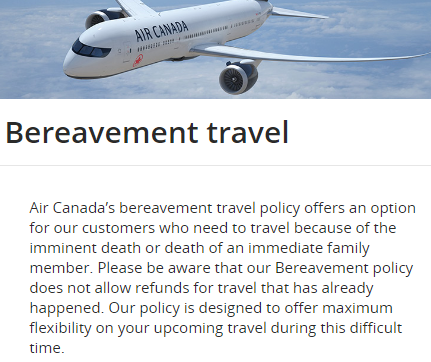 AIR CANADA
Bereavement travel
Air Canada’s bereavement travel policy offers an option
for our customers who need to travel because of the
imminent death or death of an immediate family
member. Please be aware that our Bereavement policy
does not allow refunds for travel that has already
happened. Our policy is designed to offer maximum
flexibility on your upcoming travel during this difficult
time.